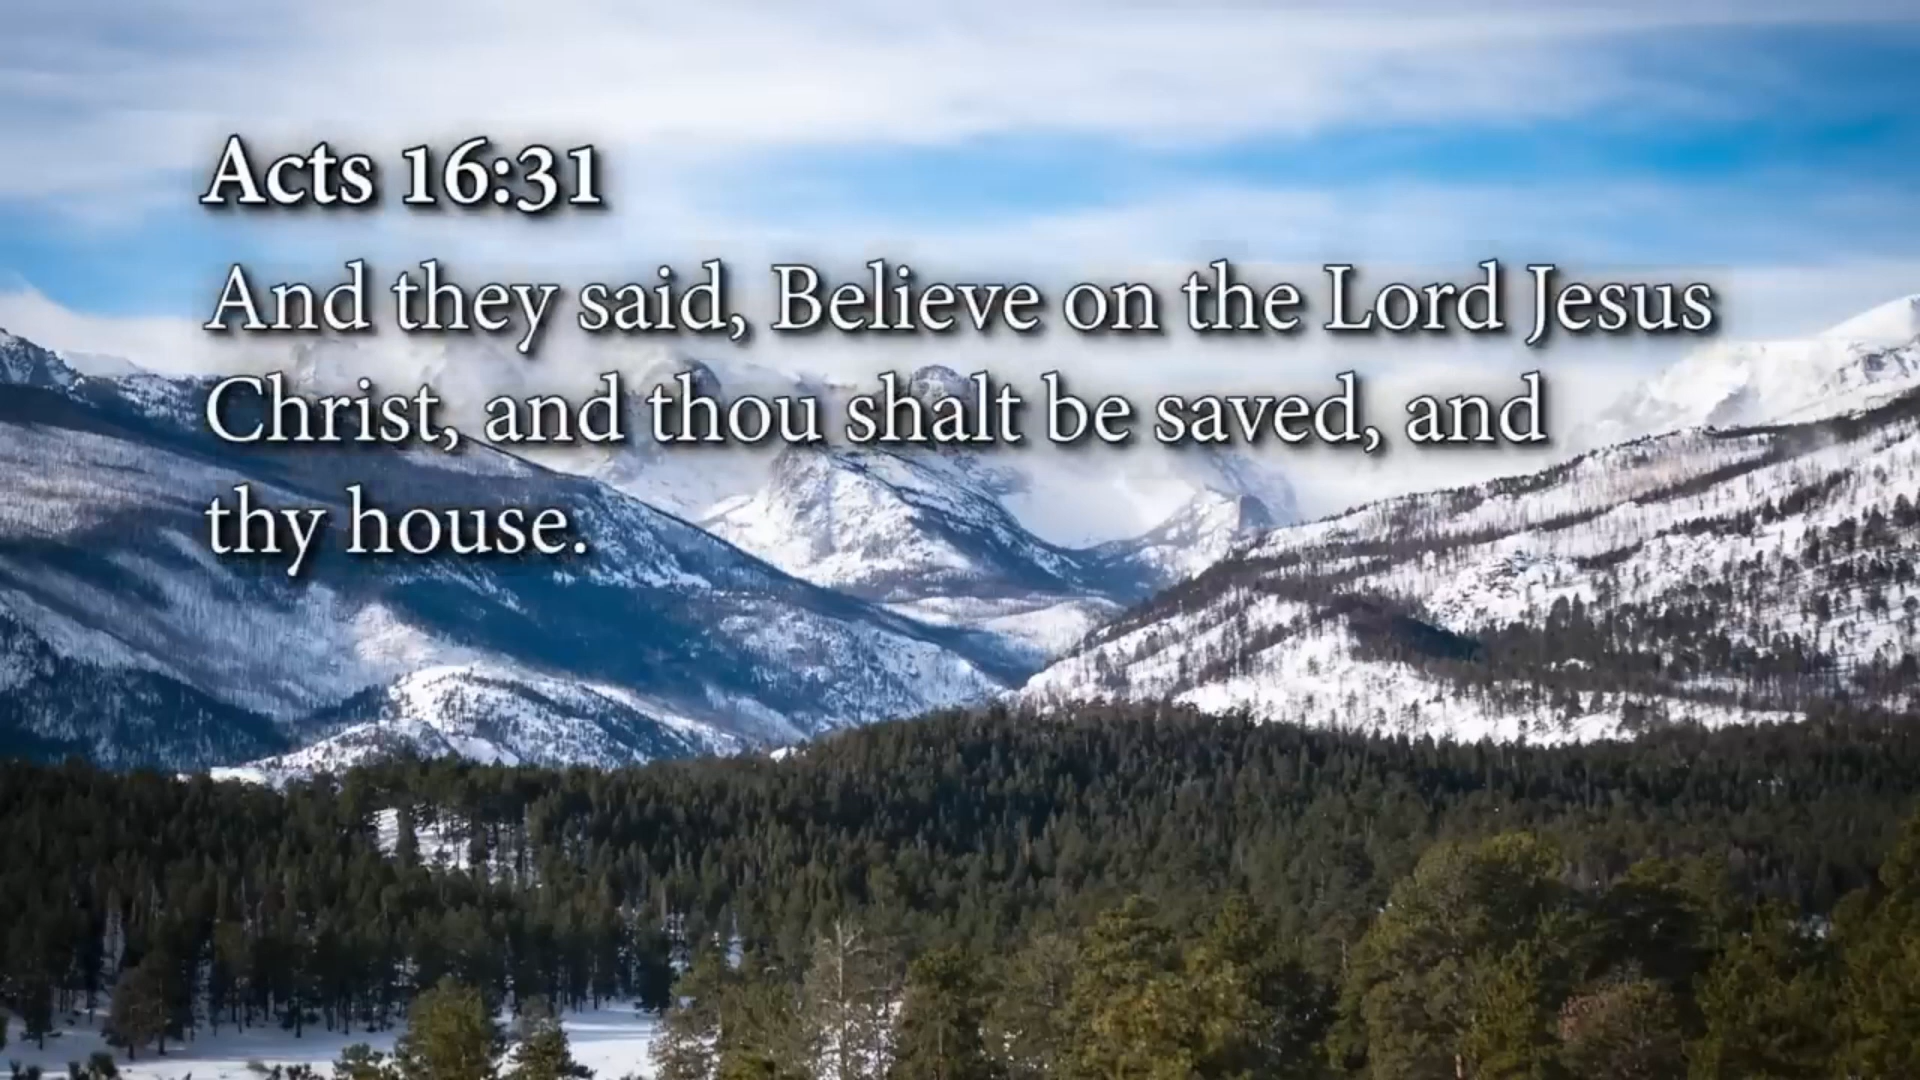 Acts 16:31
And they said, Believe on the Lord Jesus
Christ, and thou shalt be saved, and
thy house.